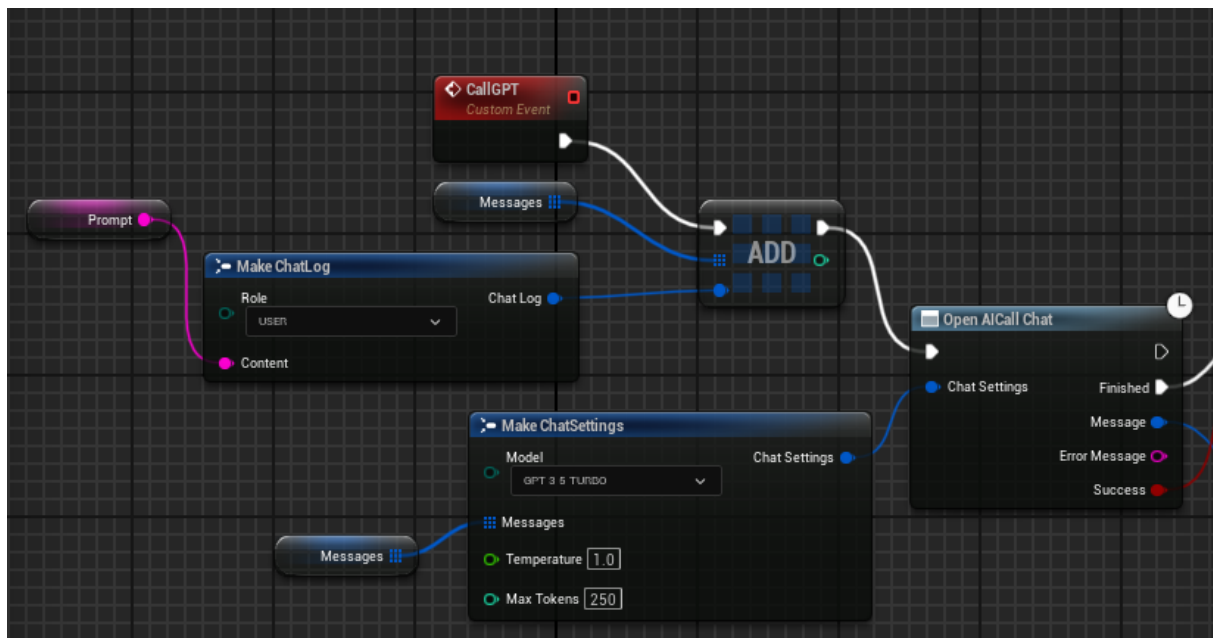 CallGPT
Custom Event
Messages
Prompt
ADD
Make ChatLog
Role
Chat Log
USER
Content
Open AICall Chat
Chat Settings
Finished
Message
Error Message
Success
Make ChatSettings
Model
Chat Settings
GPT 3 5 TURBO
Messages
Messages
Temperature 1.0
Max Tokens 250